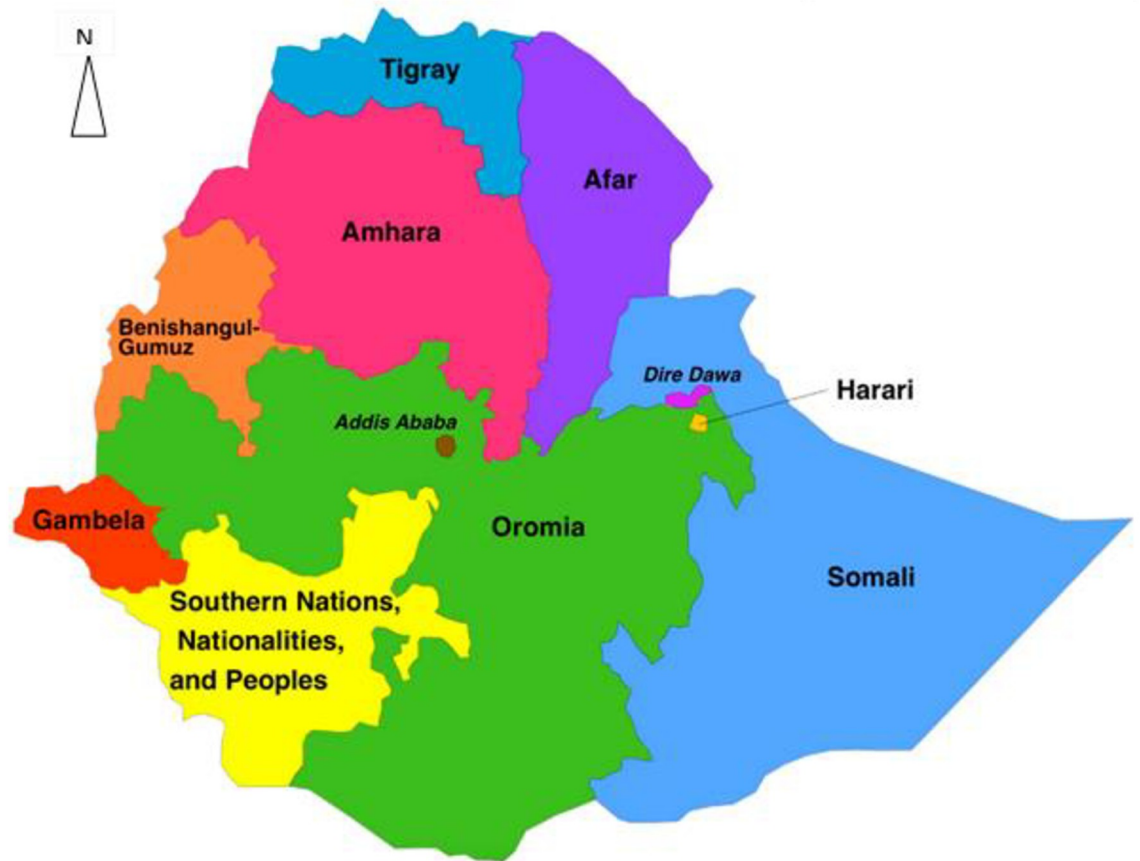 N
Tigray
Afar
Amhara
Benishangul-
Gumuz
Dire Dawa
Harari
Addis Ababa
Gambela
Oromia
Somali
Southern Nations,
Nationalities,
and Peoples